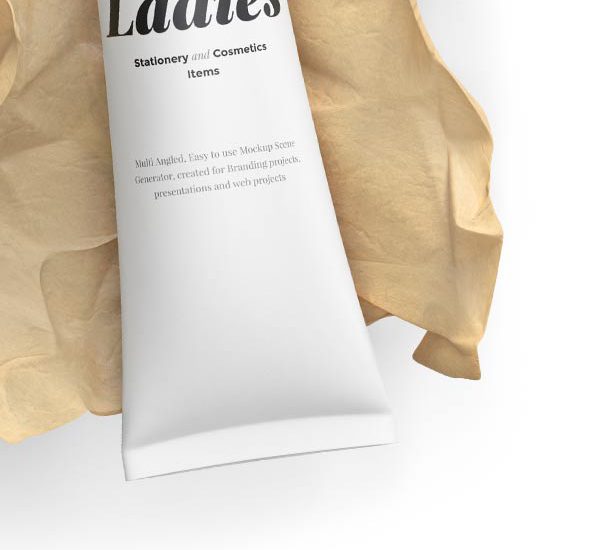 Ladies
Stationery and Cosmetics
Items
Multi Angled, Easy to use Mockup Scene
Generator, created for Branding projects,
presentations and web projects